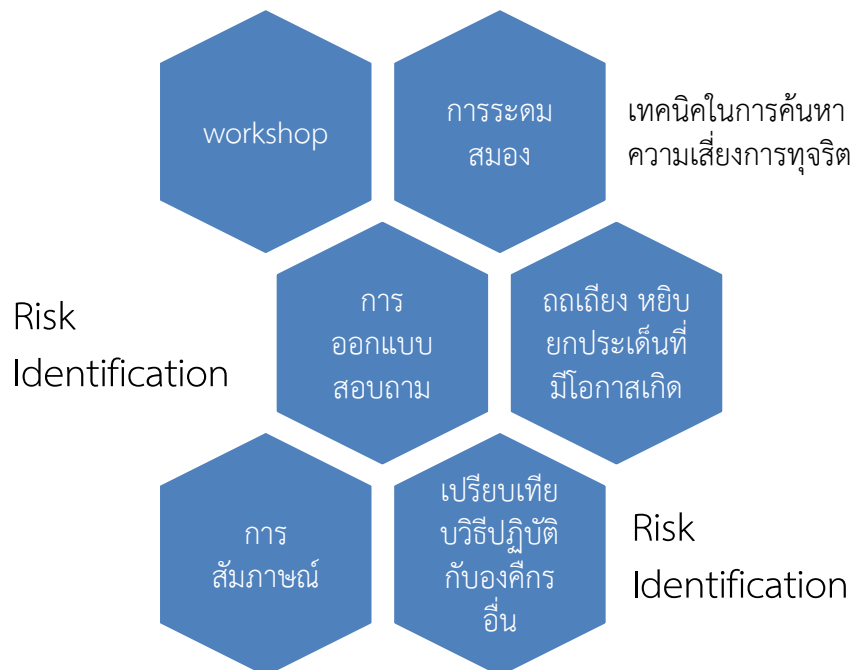 workshop
การระดม
สมอง
เทคนิคในการค้นหา
ความเสี่ยงการทุจริต
Risk
Identification
การ
ออกแบบ
สอบถาม
ถถเถียง หยิบ
ยกประเด็นที่
มีโอกาสเกิด
การ
สัมภาษณ์
เปรียบเทีย
บวิธีปฏิบัติ
กับองค์กร
อื่น
Risk
Identification